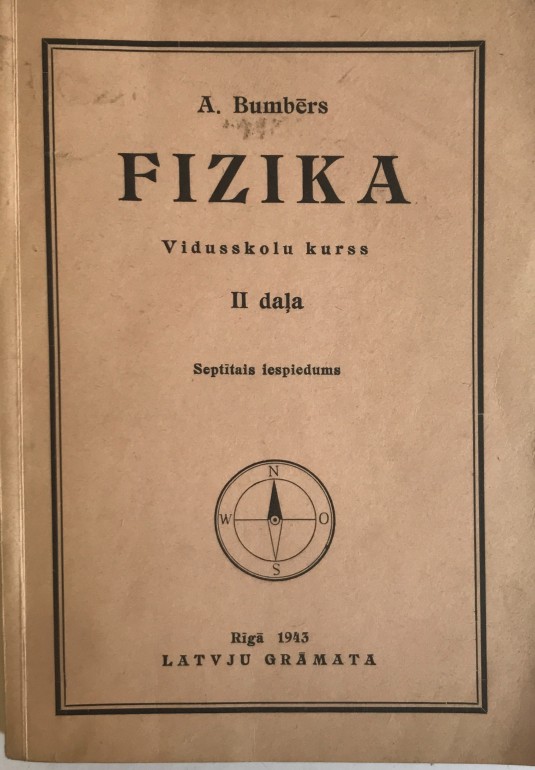 A. Bumbērs
FIZIKA
Vidusskolu kurss
II daļa
Septītais iespiedums
N
W O
S
Rīgā 1943
LATVJU GRĀMATA